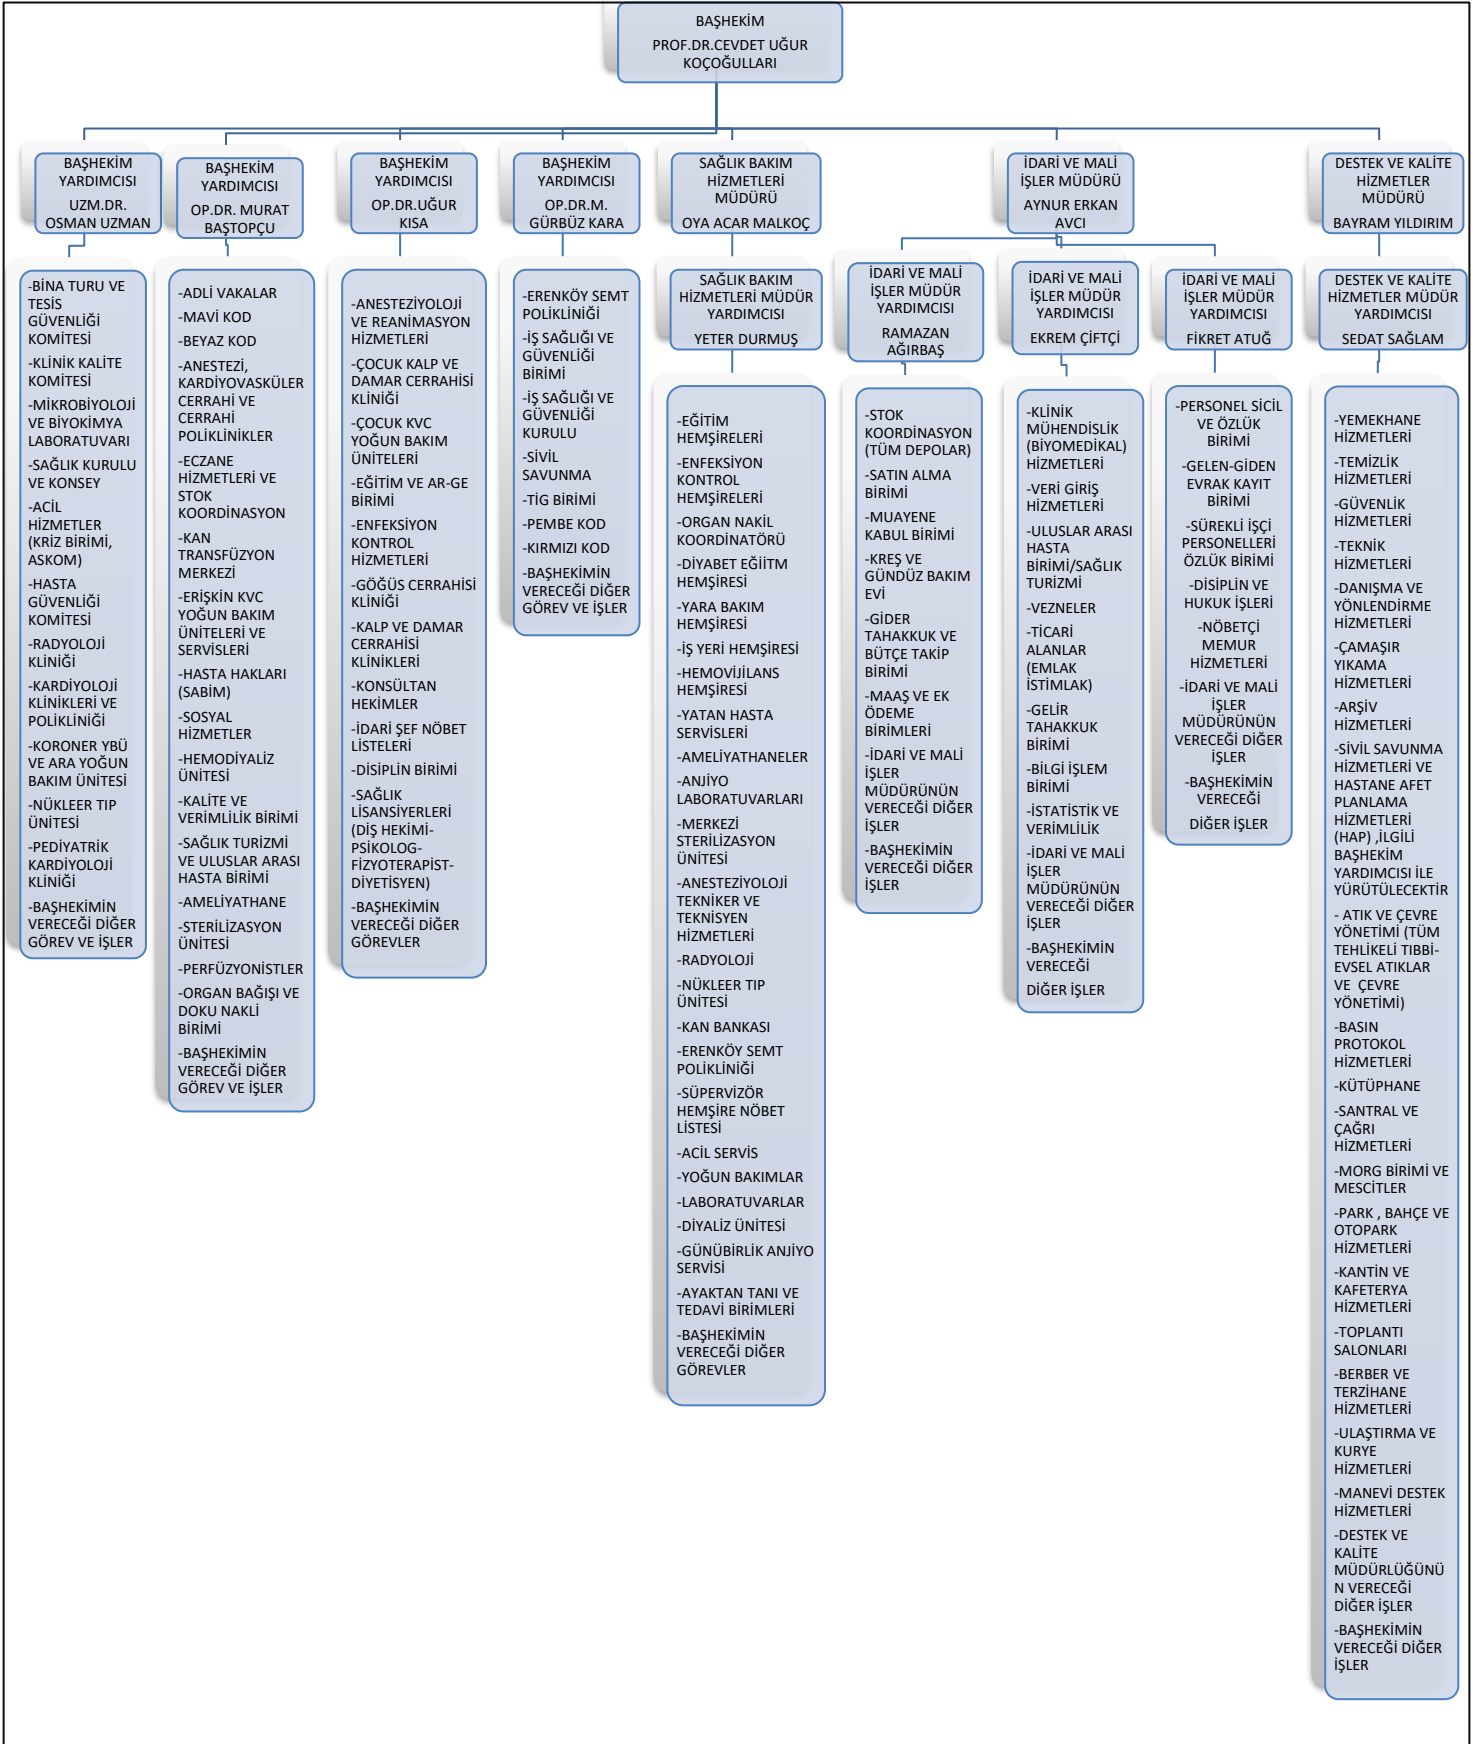 BAŞHEKİM
PROF.DR.CEVDET UĞUR
KOÇOĞULLARI
BAŞHEKİM
YARDIMCISI
UZM.DR.
OSMAN UZMAN
BAŞHEKİM
YARDIMCISI
OP.DR. MURAT
BAŞTOPÇU
BAŞHEKİM
YARDIMCISI
OP.DR.UĞUR
KISA
BAŞHEKİM
YARDIMCISI
OP.DR.M.
GÜRBÜZ KARA
SAĞLIK BAKIM
HİZMETLERİ
MÜDÜRÜ
OYA ACAR MALKOÇ
İDARİ VE MALİ
İŞLER MÜDÜRÜ
AYNUR ERKAN
AVCI
DESTEK VE KALİTE
HİZMETLER
MÜDÜRÜ
BAYRAM YILDIRIM
-BİNA TURU VE
TESİS
GÜVENLİĞİ
KOMİTESİ
-KLİNİK KALİTE
KOMİTESİ
-MİKROBİYOLOJİ
VE BİYOKİMYA
LABORATUVARI
-SAĞLIK KURULU
VE KONSEY
-ACİL
HİZMETLER
(KRİZ BİRİMİ,
ASKOM)
-HASTA
GÜVENLİĞİ
KOMİTESİ
-RADYOLOJİ
KLİNİĞİ
-KARDİYOLOJİ
KLİNİKLERİ VE
POLİKLİNİĞİ
-KORONER YBÜ
VE ARA YOĞUN
BAKIM ÜNİTESİ
-NÜKLEER TIP
ÜNİTESİ
-PEDİYATRİK
KARDİYOLOJİ
KLİNİĞİ
-BAŞHEKİMİN
VERECEĞİ DİĞER
GÖREV VE İŞLER
-ADLİ VAKALAR
-MAVİ KOD
-BEYAZ KOD
-ANESTEZİ,
KARDİYOVASKÜLER
CERRAHİ VE
CERRAHİ
POLİKLİNİKLER
-ECZANE
HİZMETLERİ VE
STOK
KOORDİNASYON
-KAN
TRANSFÜZYON
MERKEZİ
-ERİŞKİN KVC
YOĞUN BAKIM
ÜNİTELERİ VE
SERVİSLERİ
-HASTA HAKLARI
(SABİM)
-SOSYAL
HİZMETLER
-HEMODİYALİZ
ÜNİTESİ
-KALİTE VE
VERİMLİLİK BİRİMİ
-SAĞLIK TURİZMİ
VE ULUSLAR ARASI
HASTA BİRİMİ
-AMELİYATHANE
-STERİLİZASYON
ÜNİTESİ
-PERFÜZYONİSTLER
-ORGAN BAĞIŞI VE
DOKU NAKLİ
BİRİMİ
-BAŞHEKİMİN
VERECEĞİ DİĞER
GÖREV VE İŞLER
-ANESTEZİYOLOJİ
VE REANİMASYON
HİZMETLERİ
-ÇOCUK KALP VE
DAMAR CERRAHİSİ
KLİNİĞİ
-ÇOCUK KVC
YOĞUN BAKIM
ÜNİTELERİ
-EĞİTİM VE AR-GE
BİRİMİ
-ENFEKSİYON
KONTROL
HİZMETLERİ
-GÖĞÜS CERRAHİSİ
KLİNİĞİ
-KALP VE DAMAR
CERRAHİSİ
KLİNİKLERİ
-KONSÜLTAN
HEKİMLER
-İDARİ ŞEF NÖBET
LİSTELERİ
-DİSİPLİN BİRİMİ
-SAĞLIK
LİSANSİYERLERİ
(DİŞ HEKİMİ-
PSİKOLOG-
FİZYOTERAPİST-
DİYETİSYEN)
-BAŞHEKİMİN
VERECEĞİ DİĞER
GÖREVLER
-ERENKÖY SEMT
POLİKLİNİĞİ
-İŞ SAĞLIĞI VE
GÜVENLİĞİ
BİRİMİ
-İŞ SAĞLIĞI VE
GÜVENLİĞİ
KURULU
-SİVİL
SAVUNMA
-TİG BİRİMİ
-PEMBE KOD
-KIRMIZI KOD
-BAŞHEKİMİN
VERECEĞİ DİĞER
GÖREV VE İŞLER
SAĞLIK BAKIM
HİZMETLERİ MÜDÜR
YARDIMCISI
YETER DURMUŞ
-EĞİTİM
HEMŞİRELERİ
-ENFEKSİYON
KONTROL
HEMŞİRELERİ
-ORGAN NAKİL
KOORDİNATÖRÜ
-DİYABET EĞİİTM
HEMŞİRESİ
-YARA BAKIM
HEMŞİRESİ
-İŞ YERİ HEMŞİRESİ
-HEMOVİJİLANS
HEMŞİRESİ
-YATAN HASTA
SERVİSLERİ
-AMELİYATHANELER
-ANJİYO
LABORATUVARLARI
-MERKEZİ
STERİLİZASYON
ÜNİTESİ
-ANESTEZİYOLOJİ
TEKNİKER VE
TEKNİSYEN
HİZMETLERİ
-RADYOLOJİ
-NÜKLEER TIP
ÜNİTESİ
-KAN BANKASI
-ERENKÖY SEMT
POLİKLİNİĞİ
-SÜPERVİZÖR
HEMŞİRE NÖBET
LİSTESİ
-ACİL SERVİS
-YOĞUN BAKIMLAR
-LABORATUVARLAR
-DİYALİZ ÜNİTESİ
-GÜNÜBİRLİK ANJİYO
SERVİSİ
-AYAKTAN TANI VE
TEDAVİ BİRİMLERİ
-BAŞHEKİMİN
VERECEĞİ DİĞER
GÖREVLER
İDARİ VE MALİ
İŞLER MÜDÜR
YARDIMCISI
RAMAZAN
AĞIRBAŞ
-STOK
KOORDİNASYON
(TÜM DEPOLAR)
-SATIN ALMA
BİRİMİ
-MUAYENE
KABUL BİRİMİ
-KREŞ VE
GÜNDÜZ BAKIM
EVİ
-GİDER
TAHAKKUK VE
BÜTÇE TAKİP
BİRİMİ
-MAAŞ VE EK
ÖDEME
BİRİMLERİ
-İDARİ VE MALİ
İŞLER
MÜDÜRÜNÜN
VERECEĞİ DİĞER
İŞLER
-BAŞHEKİMİN
VERECEĞİ DİĞER
İŞLER
İDARİ VE MALİ
İŞLER MÜDÜR
YARDIMCISI
EKREM ÇİFTÇİ
-KLİNİK
MÜHENDİSLİK
(BİYOMEDİKAL)
HİZMETLERİ
-VERİ GİRİŞ
HİZMETLERİ
-ULUSLAR ARASI
HASTA
BİRİMİ/SAĞLIK
TURİZMİ
-VEZNELER
-TİCARİ
ALANLAR
(EMLAK
İSTİMLAK)
-GELİR
TAHAKKUK
BİRİMİ
-BİLGİ İŞLEM
BİRİMİ
-İSTATİSTİK VE
VERİMLİLİK
-İDARİ VE MALİ
İŞLER
MÜDÜRÜNÜN
VERECEĞİ DİĞER
İŞLER
-BAŞHEKİMİN
VERECEĞİ
DİĞER İŞLER
İDARİ VE MALİ
İŞLER MÜDÜR
YARDIMCISI
FİKRET ATUĞ
-PERSONEL SİCİL
VE ÖZLÜK
BİRİMİ
-GELEN-GİDEN
EVRAK KAYIT
BİRİMİ
-SÜREKLİ İŞÇİ
PERSONELLERİ
ÖZLÜK BİRİMİ
-DİSİPLİN VE
HUKUK İŞLERİ
-NÖBETÇİ
MEMUR
HİZMETLERİ
-İDARİ VE MALİ
İŞLER
MÜDÜRÜNÜN
VERECEĞİ DİĞER
İŞLER
-BAŞHEKİMİN
VERECEĞİ
DİĞER İŞLER
DESTEK VE KALİTE
HİZMETLER MÜDÜR
YARDIMCISI
SEDAT SAĞLAM
-YEMEKHANE
HİZMETLERİ
-TEMİZLİK
HİZMETLERİ
-GÜVENLİK
HİZMETLERİ
-TEKNİK
HİZMETLERİ
-DANIŞMA VE
YÖNLENDİRME
HİZMETLERİ
-ÇAMAŞIR
YIKAMA
HİZMETLERİ
-ARŞİV
HİZMETLERİ
-SİVİL SAVUNMA
HİZMETLERİ VE
HASTANE AFET
PLANLAMA
HİZMETLERİ
(HAP) ,İLGİLİ
BAŞHEKİM
YARDIMCISI İLE
YÜRÜTÜLECEKTİR
- ATIK VE ÇEVRE
YÖNETİMİ (TÜM
TEHLİKELİ TIBBİ-
EVSEL ATIKLAR
VE ÇEVRE
YÖNETİMİ)
-BASIN
PROTOKOL
HİZMETLERİ
-KÜTÜPHANE
-SANTRAL VE
ÇAĞRI
HİZMETLERİ
-MORG BİRİMİ VE
MESCİTLER
-PARK , BAHÇE VE
OTOPARK
HİZMETLERİ
-KANTİN VE
KAFETERYA
HİZMETLERİ
-TOPLANTI
SALONLARI
-BERBER VE
TERZİHANE
HİZMETLERİ
-ULAŞTIRMA VE
KURYE
HİZMETLERİ
-MANEVİ DESTEK
HİZMETLERİ
-DESTEK VE
KALİTE
MÜDÜRLÜĞÜNÜ
N VERECEĞİ
DİĞER İŞLER
-BAŞHEKİMİN
VERECEĞİ DİĞER
İŞLER